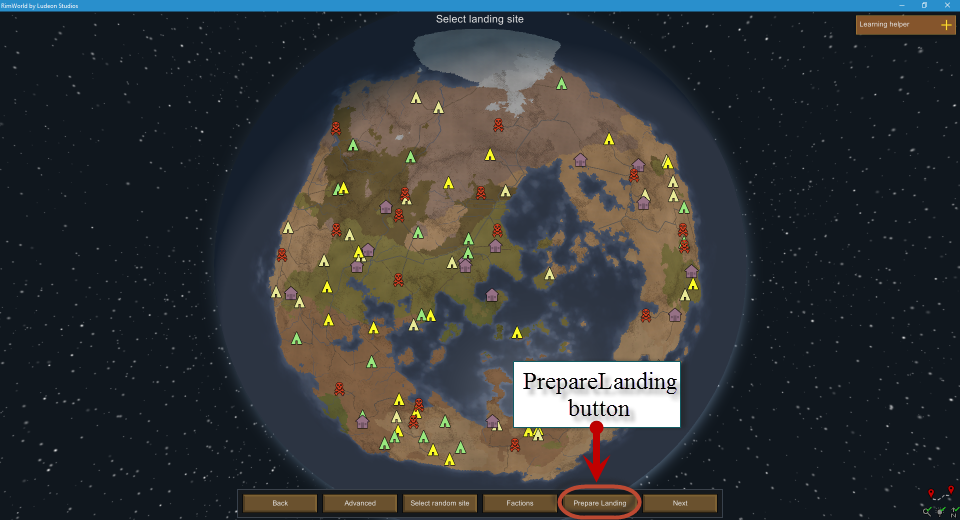 RimWorld by Ludeon Studios
Select landing site
Learning helper
PrepareLanding
button
Back
Advanced
Select random site
Factions
Prepare Landing
Next
N